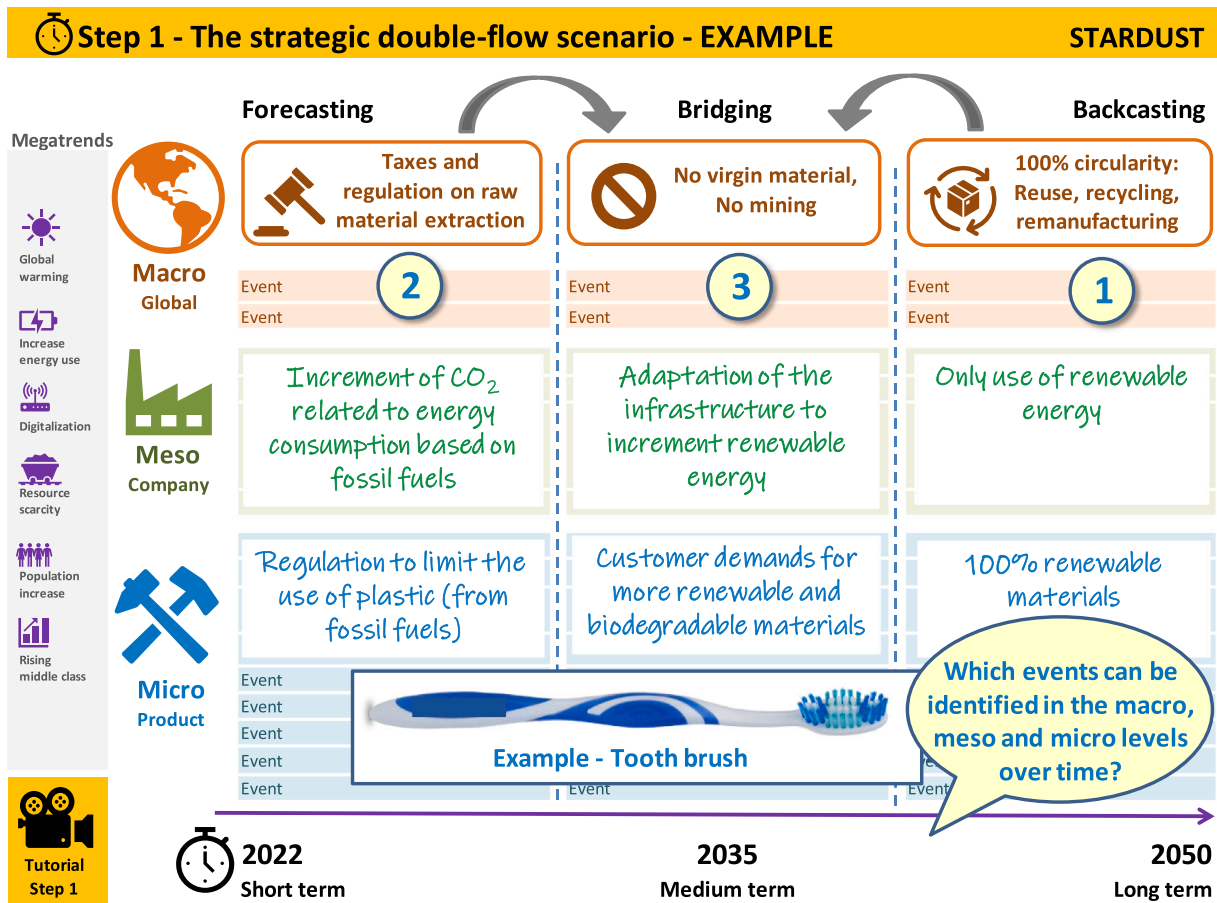 Step 1 - The strategic double-flow scenario - EXAMPLE
STARDUST
Forecasting
Bridging
Backcasting
Megatrends
Global
warming
Increase
energy use
Digitalization
Resource
scarcity
Population
increase
Rising
middle class
Macro
Global
Taxes and
regulation on raw
material extraction
No virgin material,
No mining
100% circularity:
Reuse, recycling,
remanufacturing
2
3
1
Event
Event
Event
Event
Event
Event
Meso
Company
Increment of CO2
related to energy
consumption based on
fossil fuels
Adaptation of the
infrastructure to
increment renewable
energy
Only use of renewable
energy
Micro
Product
Regulation to limit the
use of plastic (from
fossil fuels)
Customer demands for
more renewable and
biodegradable materials
100% renewable
materials
Event
Event
Event
Event
Event
Event
Event
Example - Tooth brush
Which events can be
identified in the macro,
meso and micro levels
over time?
Tutorial
Step 1
2022
Short term
2035
Medium term
2050
Long term